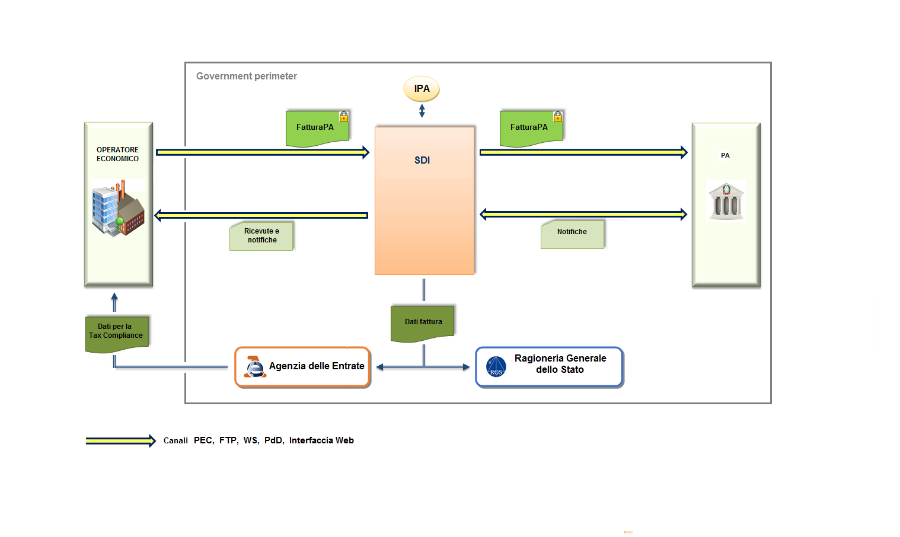 Government perimeter
IPA
FatturaPA
FatturaPA
OPERATORE
ECONOMICO
SDI
PA
Ricevute e
notifiche
Notifiche
Dati per la
Tax Compliance
Dati fattura
Agenzia delle Entrate
RGS
Ragioneria Generale
dello Stato
Canali PEC, FTP, WS, PdD, Interfaccia Web